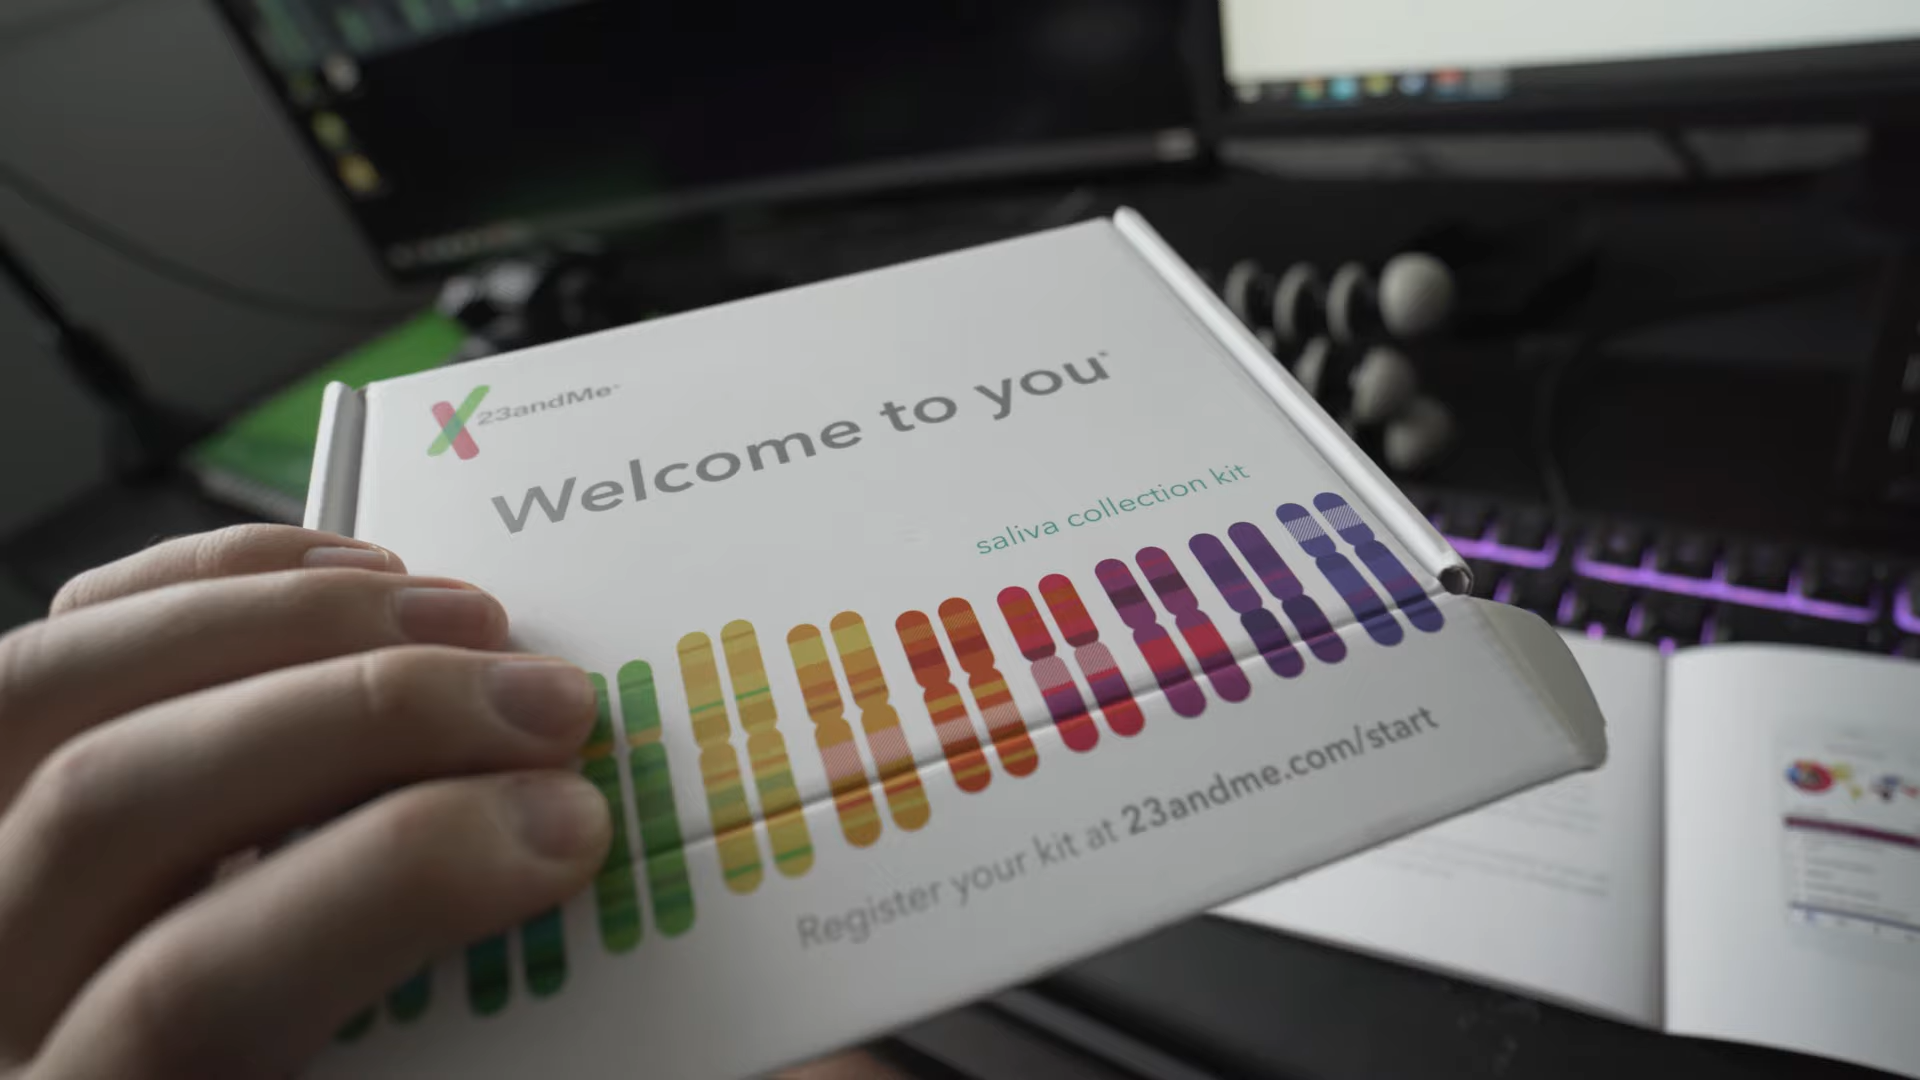 23andMe
Welcome to you
saliva collection kit
Register your kit at 23andme.com/start